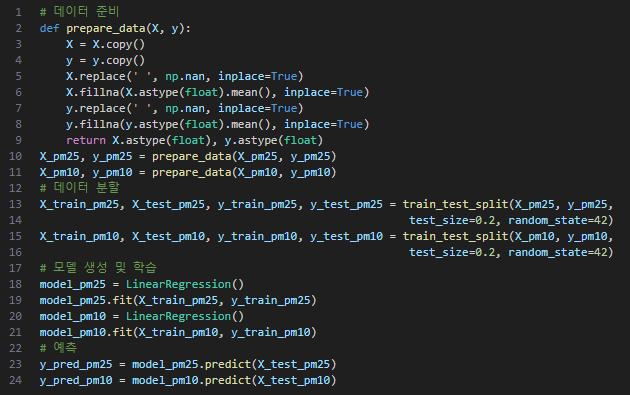 1 # 데이터 준비
2 def prepare_data(X, y):
3     X = X.copy()
4     y = y.copy()
5     X.replace(' ', np.nan, inplace=True)
6     X.fillna(X.astype(float).mean(), inplace=True)
7     y.replace(' ', np.nan, inplace=True)
8     y.fillna(y.astype(float).mean(), inplace=True)
9     return X.astype(float), y.astype(float)
10 X_pm25, y_pm25 = prepare_data(X_pm25, y_pm25)
11 X_pm10, y_pm10 = prepare_data(X_pm10, y_pm10)
12 # 데이터 분할
13 X_train_pm25, X_test_pm25, y_train_pm25, y_test_pm25 = train_test_split(X_pm25, y_pm25,
14                                                         test_size=0.2, random_state=42)
15 X_train_pm10, X_test_pm10, y_train_pm10, y_test_pm10 = train_test_split(X_pm10, y_pm10,
16                                                         test_size=0.2, random_state=42)
17 # 모델 생성 및 학습
18 model_pm25 = LinearRegression()
19 model_pm25.fit(X_train_pm25, y_train_pm25)
20 model_pm10 = LinearRegression()
21 model_pm10.fit(X_train_pm10, y_train_pm10)
22 # 예측
23 y_pred_pm25 = model_pm25.predict(X_test_pm25)
24 y_pred_pm10 = model_pm10.predict(X_test_pm10)